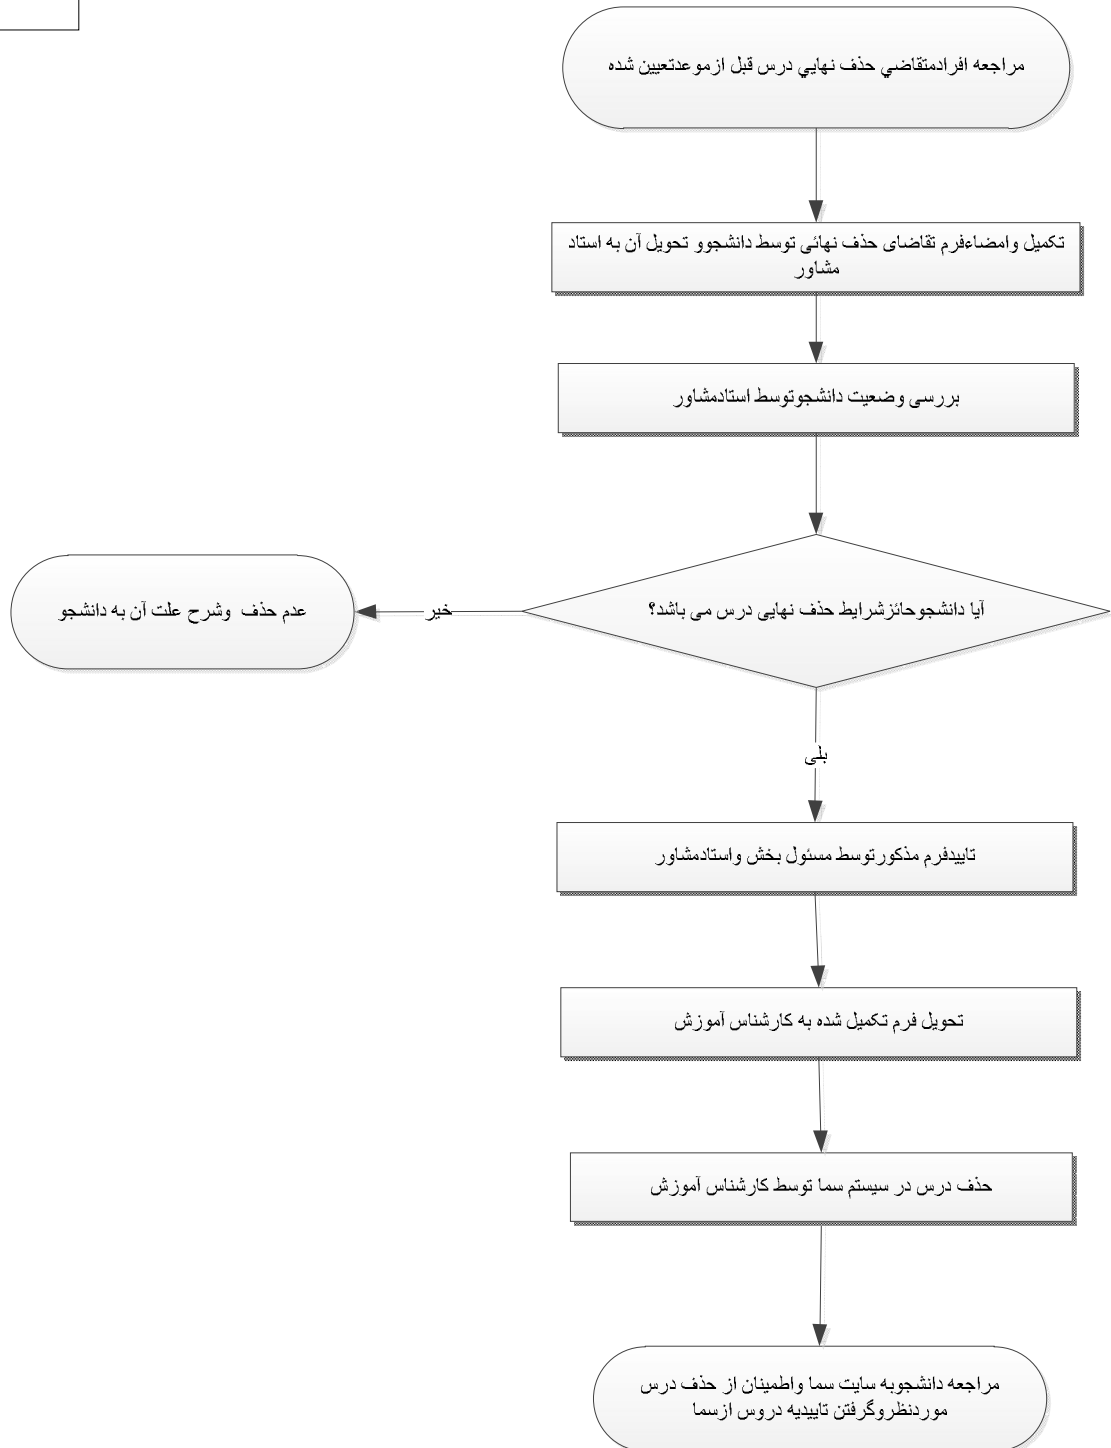 مراجعه افرادمتقاضي حذف نهايي درس قبل ازموعدتعيين شده
تکمیل وامضاءفرم تقاضای حذف نهائی توسط دانشجوو تحویل آن به استاد
مشاور
بررسی وضعیت دانشجوتوسط استادمشاور
آیا دانشجوحائزشرایط حذف نهایی درس می باشد؟
خیر
عدم حذف وشرح علت آن به دانشجو
بلی
تاییدفرم مذکورتوسط مسئول بخش واستادمشاور
تحویل فرم تکمیل شده به کارشناس آموزش
حذف درس در سیستم سما توسط کارشناس آموزش
مراجعه دانشجوبه سایت سما واطمینان از حذف درس
موردنظروگرفتن تاییدیه دروس ازسما